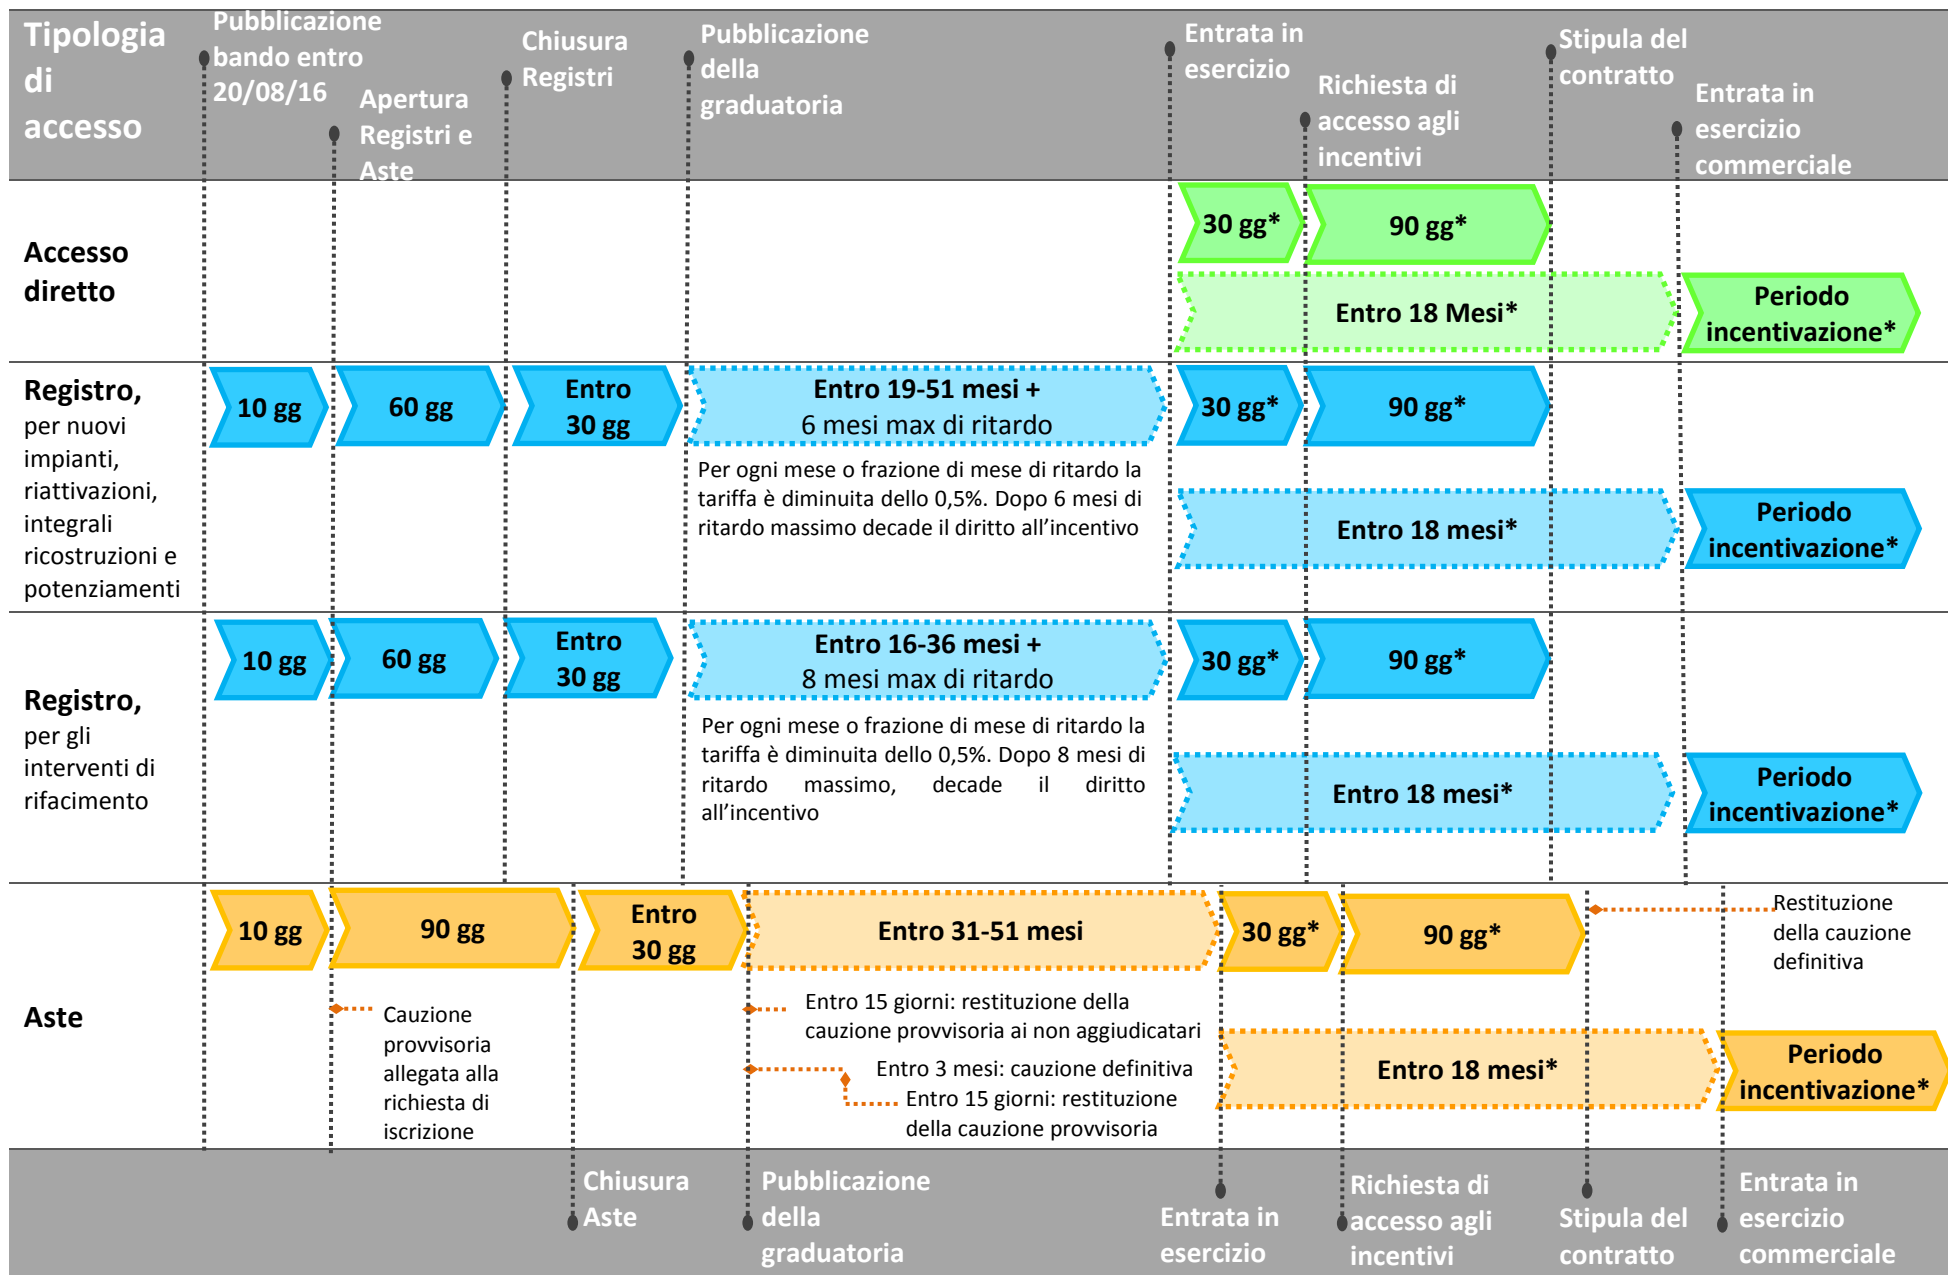 Tipologia
di
accesso
Pubblicazione
bando entro
20/08/16
Apertura
Registri e
Aste
Chiusura
Registri
Pubblicazione
della
graduatoria
Entrata in
esercizio
Richiesta di
accesso agli
incentivi
Stipula del
contratto
Entrata in
esercizio
commerciale
Accesso
diretto
30 gg*
90 gg*
Entro 18 Mesi*
Periodo
incentivazione*
Registro,
per nuovi
impianti,
riattivazioni,
integrali
ricostruzioni e
potenziamenti
10 gg
60 gg
Entro
30 gg
Entro 19-51 mesi +
6 mesi max di ritardo
30 gg*
90 gg*
Per ogni mese o frazione di mese di ritardo la
tariffa è diminuita dello 0,5%. Dopo 6 mesi di
ritardo massimo decade il diritto all’incentivo
Entro 18 mesi*
Periodo
incentivazione*
Registro,
per gli
interventi di
rifacimento
10 gg
60 gg
Entro
30 gg
Entro 16-36 mesi +
8 mesi max di ritardo
30 gg*
90 gg*
Per ogni mese o frazione di mese di ritardo la
tariffa è diminuita dello 0,5%. Dopo 8 mesi di
ritardo massimo, decade il diritto
all’incentivo
Entro 18 mesi*
Periodo
incentivazione*
Aste
10 gg
90 gg
Entro
30 gg
Entro 31-51 mesi
30 gg*
90 gg*
Restituzione
della cauzione
definitiva
Cauzione
provvisoria
allegata alla
richiesta di
iscrizione
Entro 15 giorni: restituzione della
cauzione provvisoria ai non aggiudicatari
Entro 3 mesi: cauzione definitiva
Entro 15 giorni: restituzione
della cauzione provvisoria
Entro 18 mesi*
Periodo
incentivazione*
Chiusura
Aste
Pubblicazione
della
graduatoria
Entrata in
esercizio
Richiesta di
accesso agli
incentivi
Stipula del
contratto
Entrata in
esercizio
commerciale